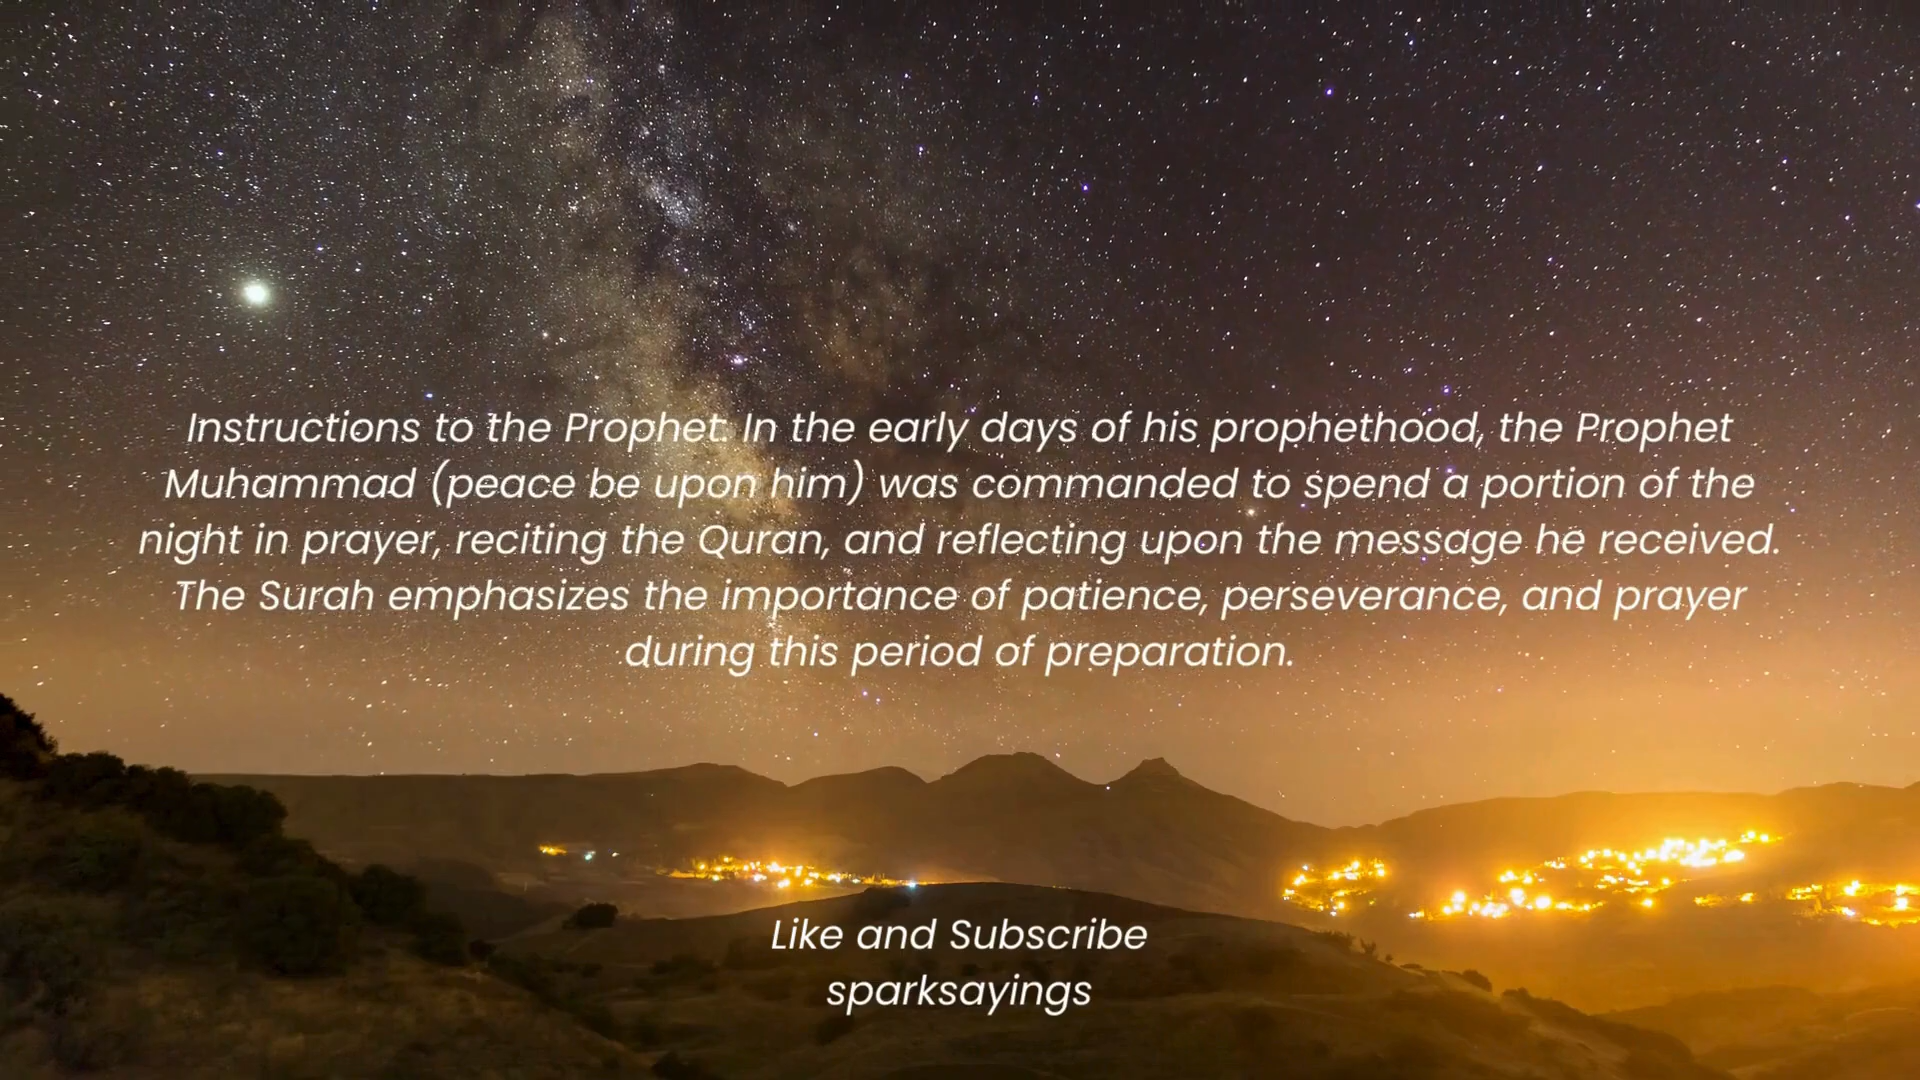 Instructions to the Prophet: In the early days of his prophethood, the Prophet
Muhammad (peace be upon him) was commanded to spend a portion of the
night in prayer, reciting the Quran, and reflecting upon the message he received.
The Surah emphasizes the importance of patience, perseverance, and prayer
during this period of preparation.
Like and Subscribe
sparksayings